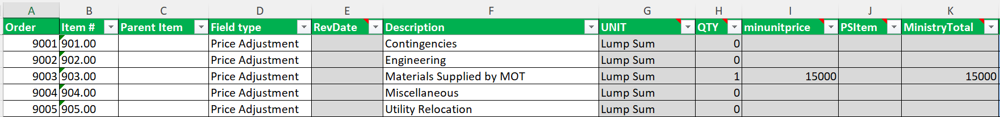 A B C D E F G H I J K
Order Item # Parent Item Field type RevDate Description UNIT QTY minunitprice PSItem MinistryTotal
9001 901.00 Price Adjustment Contingencies Lump Sum 0
9002 902.00 Price Adjustment Engineering Lump Sum 0
9003 903.00 Price Adjustment Materials Supplied by MOT Lump Sum 1 15000 15000
9004 904.00 Price Adjustment Miscellaneous Lump Sum 0
9005 905.00 Price Adjustment Utility Relocation Lump Sum 0